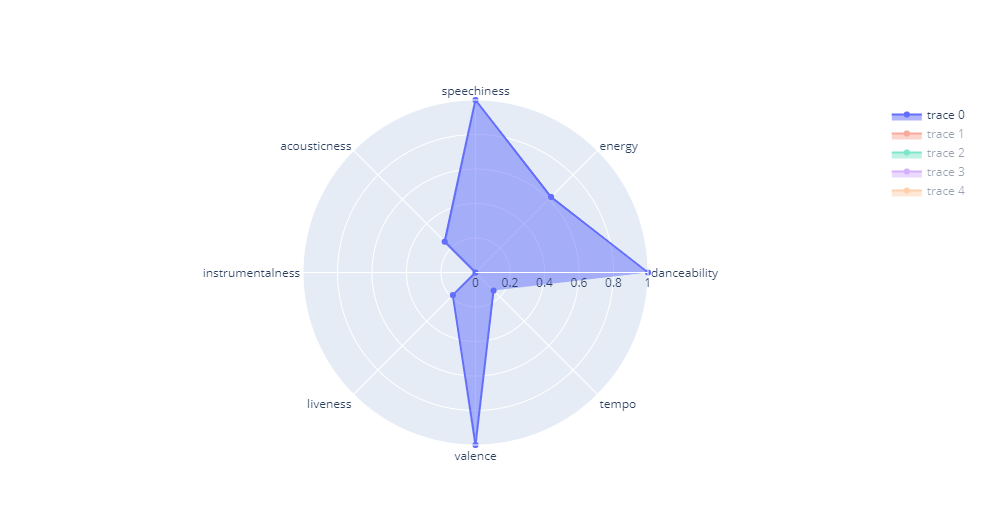 speechiness
acousticness
energy
instrumentalness
danceability
0
0.2
0.4
0.6
0.8
1
liveness
tempo
valence
trace 0
trace 1
trace 2
trace 3
trace 4